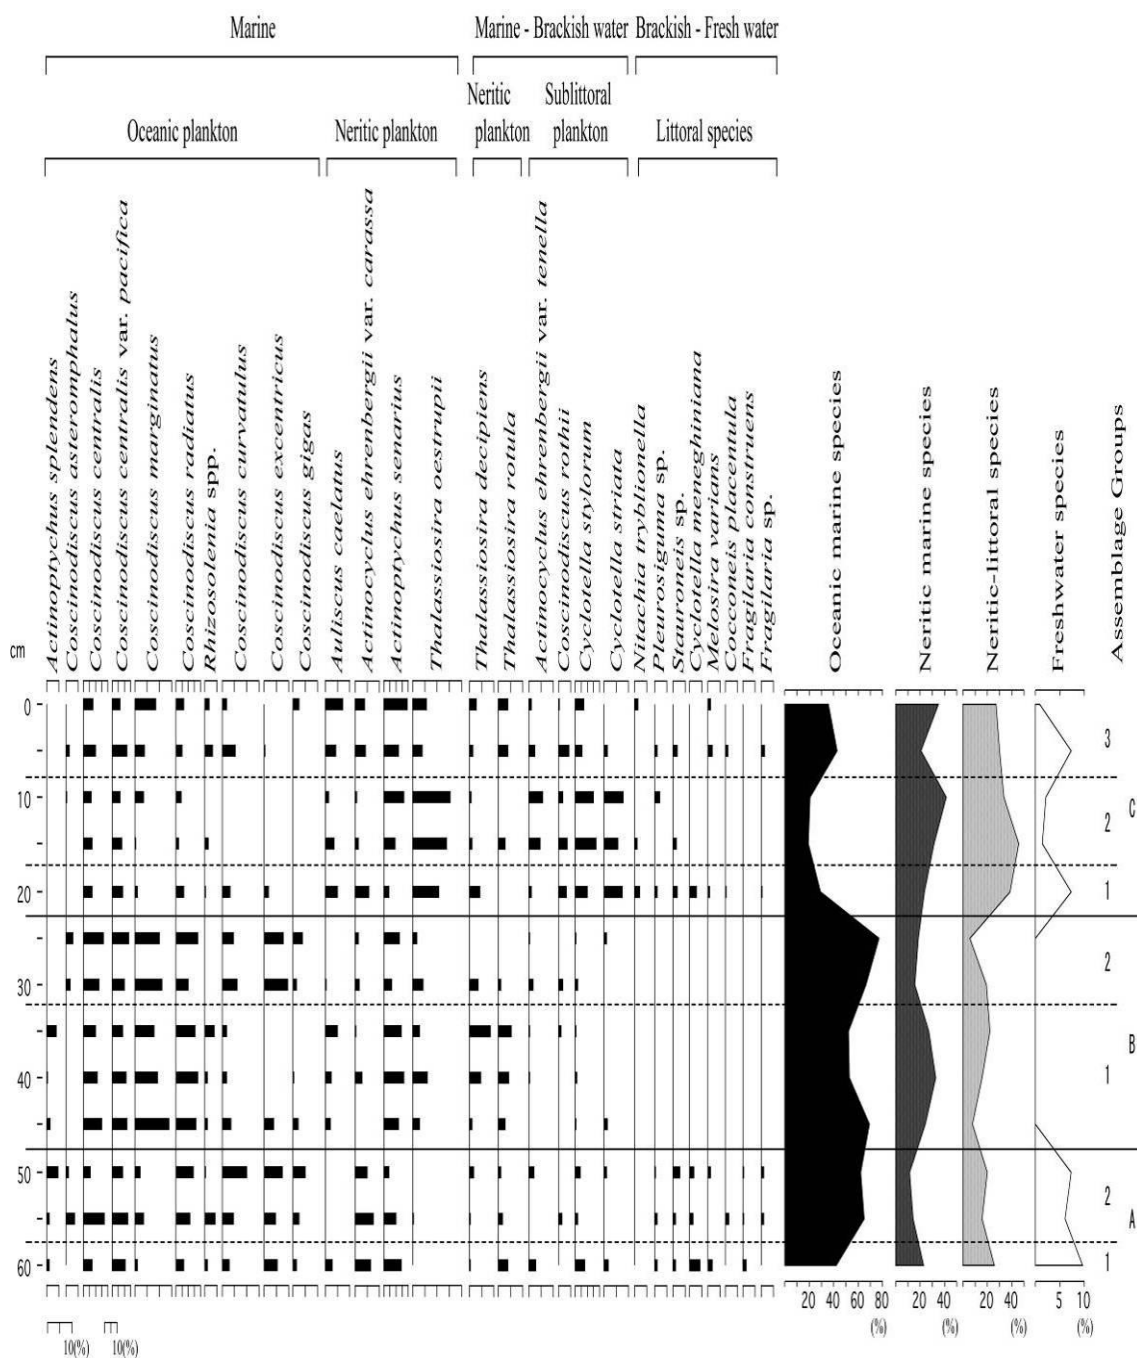 Marine
Marine - Brackish water
Brackish - Fresh water
Neritic
plankton
Sublittoral
plankton
Oceanic plankton
Neritic plankton
Littoral species
cm
Actinoptychus splendens
Coscinodiscus asteromphalus
Coscinodiscus centralis
Coscinodiscus centralis var. pacifica
Coscinodiscus marginatus
Coscinodiscus radiatus
Rhizosolenia spp.
Coscinodiscus curvatulus
Coscinodiscus excentricus
Coscinodiscus gigas
Auliscus caelatus
Actinocyclus ehrenbergii var. carassa
Actinoptychus senarius
Thalassiosira oestrupii
Thalassiosira decipiens
Thalassiosira rotula
Actinocyclus ehrenbergii var. tenella
Coscinodiscus rothii
Cyclotella stylorum
Cyclotella striata
Nitachia tryblionella
Pleurosiguma sp.
Stauroneis sp.
Cyclotella meneghiniana
Melosira varians
Cocconeis placentula
Fragilaria construens
Fragilaria sp.
Oceanic marine species
Neritic marine species
Neritic-littoral species
Freshwater species
Assemblage Groups
0
10
20
30
40
50
60
3
2
C
1
2
B
1
2
A
1
20 40 60 80
(%)
20 40
(%)
20 40
(%)
5 10
(%)
10(%)
10(%)